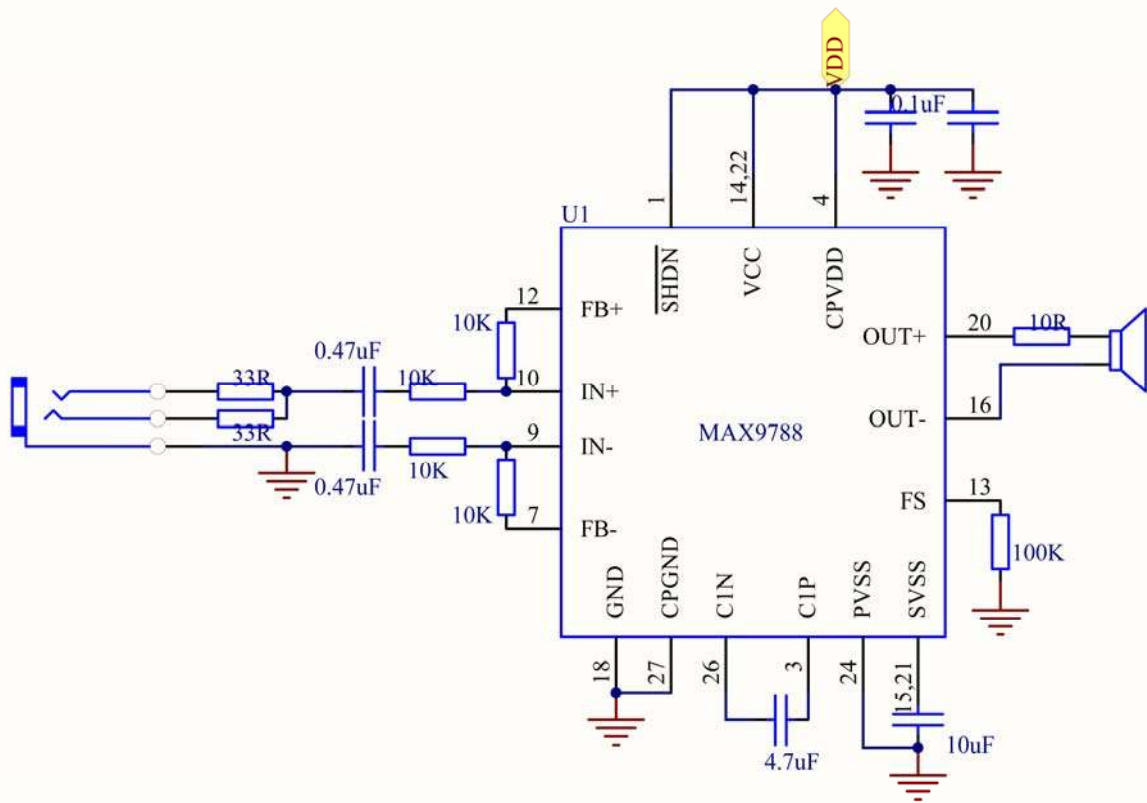 VDD
0.1uF
1
14,22
4
U1
SHDN
VCC
CPVDD
12
FB+
10K
0.47uF
33R
10K
10
IN+
OUT+
20
10R
33R
9
IN-
MAX9788
OUT-
16
0.47uF
10K
10K
7
FB-
FS
13
100K
GND
CPGND
C1N
C1P
PVSS
SVSS
18
27
26
3
24
15,21
4.7uF
10uF